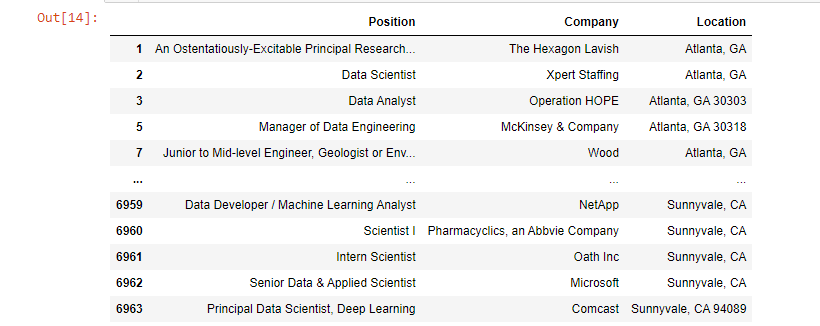 Out[14]:
Position Company Location
1 An Ostentatiously-Excitable Principal Research... The Hexagon Lavish Atlanta, GA
2 Data Scientist Xpert Staffing Atlanta, GA
3 Data Analyst Operation HOPE Atlanta, GA 30303
5 Manager of Data Engineering McKinsey & Company Atlanta, GA 30318
7 Junior to Mid-level Engineer, Geologist or Env... Wood Atlanta, GA
... ... ... ...
6959 Data Developer / Machine Learning Analyst NetApp Sunnyvale, CA
6960 Scientist I Pharmacyclics, an Abbvie Company Sunnyvale, CA
6961 Intern Scientist Oath Inc Sunnyvale, CA
6962 Senior Data & Applied Scientist Microsoft Sunnyvale, CA
6963 Principal Data Scientist, Deep Learning Comcast Sunnyvale, CA 94089